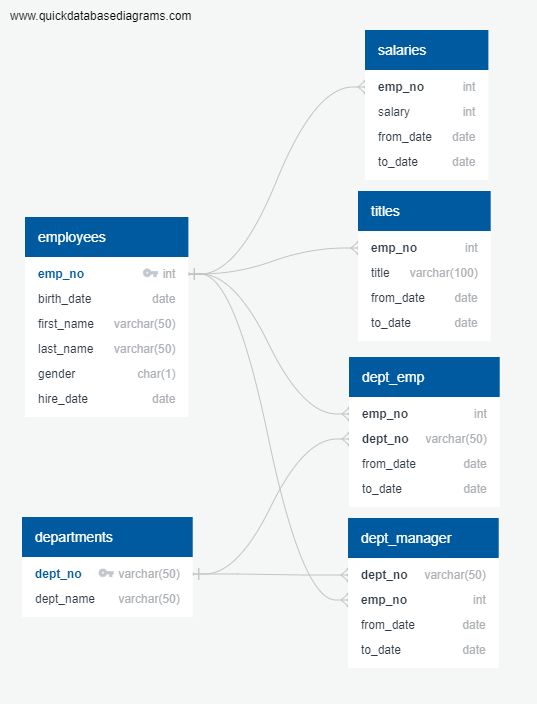 www.quickdatabasediagrams.com
salaries
emp_no int
salary int
from_date date
to_date date
titles
emp_no int
title varchar(100)
from_date date
to_date date
employees
emp_no int
birth_date date
first_name varchar(50)
last_name varchar(50)
gender char(1)
hire_date date
dept_emp
emp_no int
dept_no varchar(50)
from_date date
to_date date
departments
dept_no varchar(50)
dept_name varchar(50)
dept_manager
dept_no varchar(50)
emp_no int
from_date date
to_date date